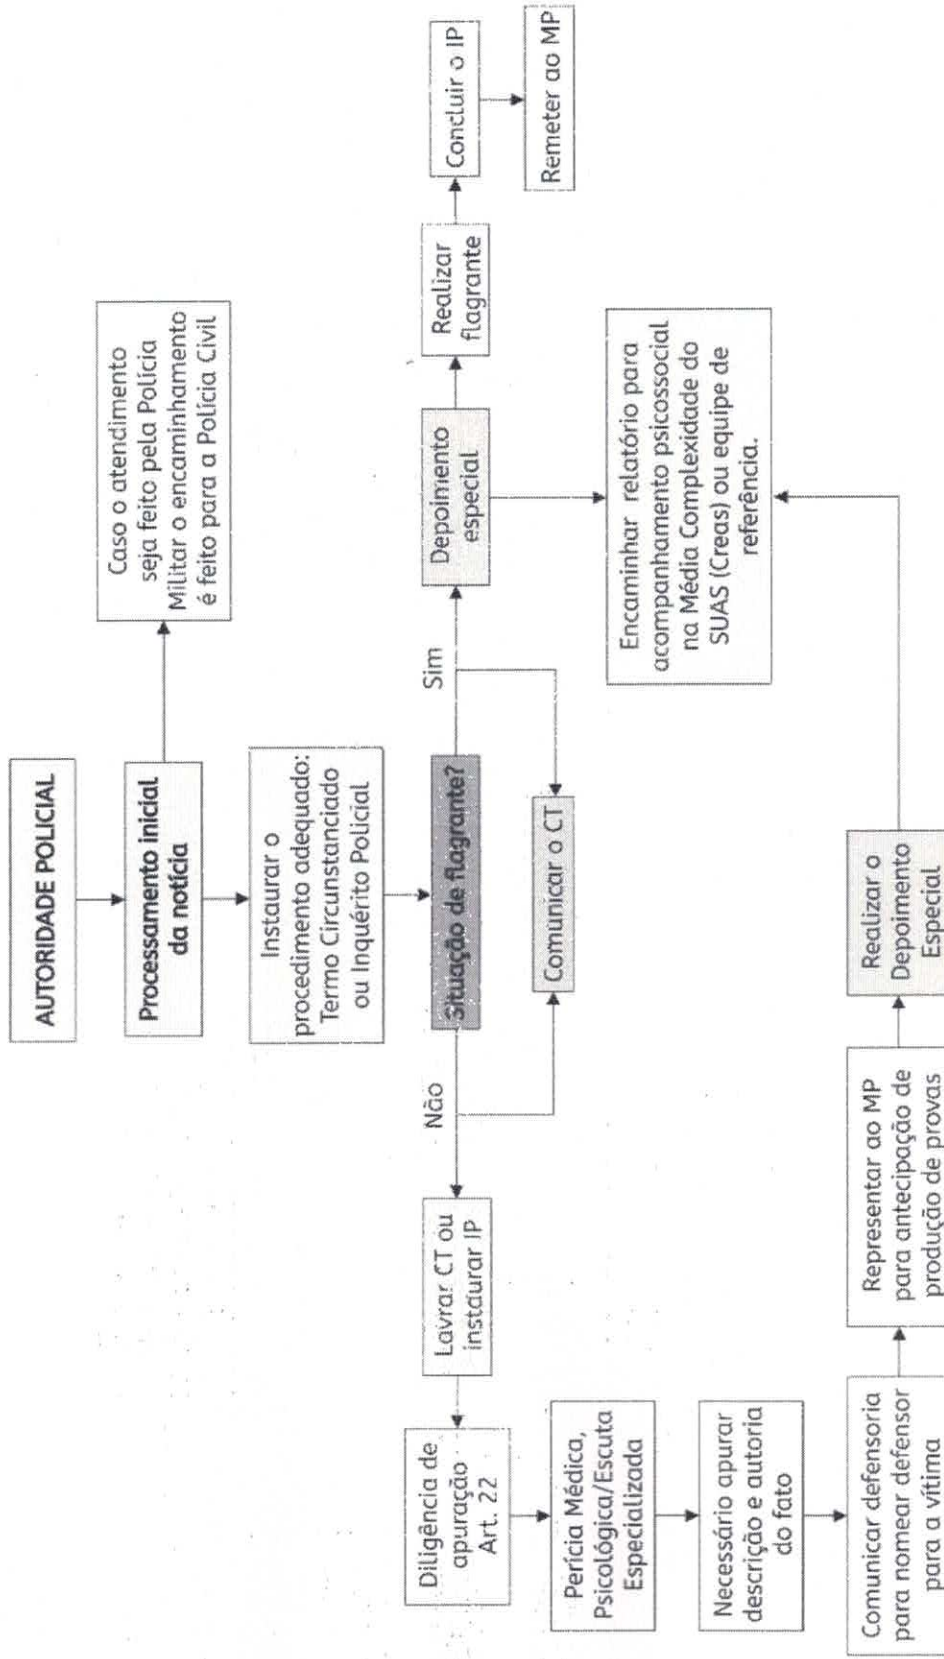 AUTORIDADE POLICIAL
Processamento inicial
da notícia
Caso o atendimento
seja feito pela Polícia
Militar o encaminhamento
é feito para a Polícia Civil
Instaurar o
procedimento adequado:
Termo Circunstanciado
ou Inquérito Policial
Situação de flagrante?
Não
Sim
Comunicar o CT
Lavrar CT ou
instaurar IP
Diligência de
apuração
Art. 22
Perícia Médica,
Psicológica/Escuta
Especializada
Necessário apurar
descrição e autoria
do fato
Comunicar defensoria
para nomear defensor
para a vítima
Representar ao MP
para antecipação de
produção de provas
Realizar o
Depoimento
Especial
Depoimento
especial
Realizar
flagrante
Concluir o IP
Remeter ao MP
Encaminhar relatório para
acompanhamento psicossocial
na Média Complexidade do
SUAS (Creas) ou equipe de
referência.